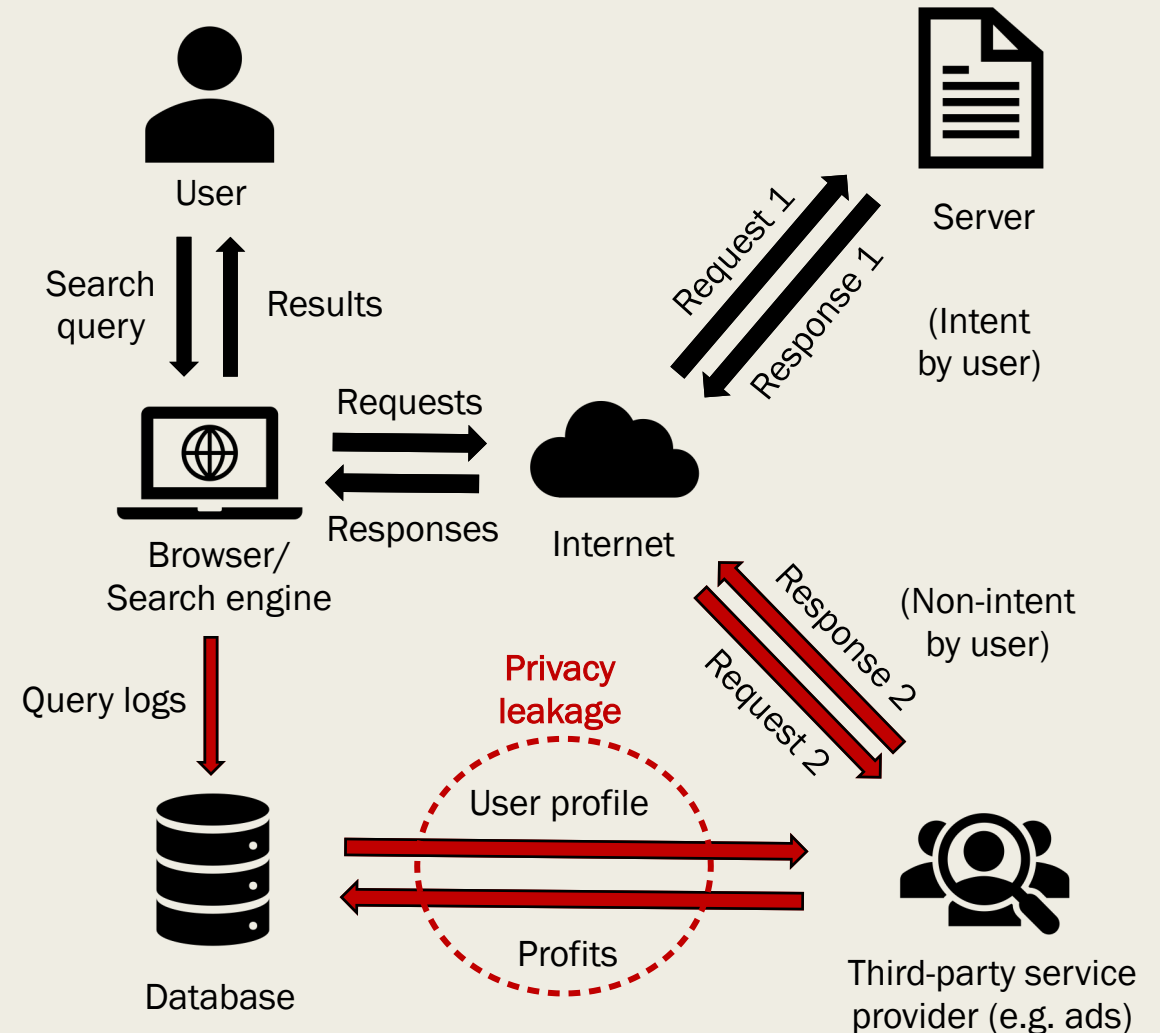 User
Server
Search
query
Results
Request 1
Response 1
(Intent
by user)
Requests
Responses
Internet
Browser/
Search engine
Response 2
Request 2
(Non-intent
by user)
Query logs
Privacy
leakage
User profile
Profits
Database
Third-party service
provider (e.g. ads)